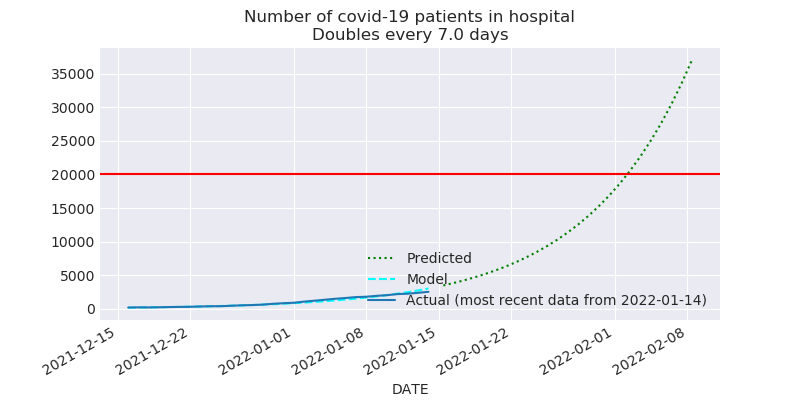 Number of covid-19 patients in hospital
Doubles every 7.0 days
35000
30000
25000
20000
15000
10000
5000
0
Predicted
Model
Actual (most recent data from 2022-01-14)
2021-12-15
2021-12-22
2022-01-01
2022-01-08
2022-01-15
2022-01-22
2022-02-01
2022-02-08
DATE